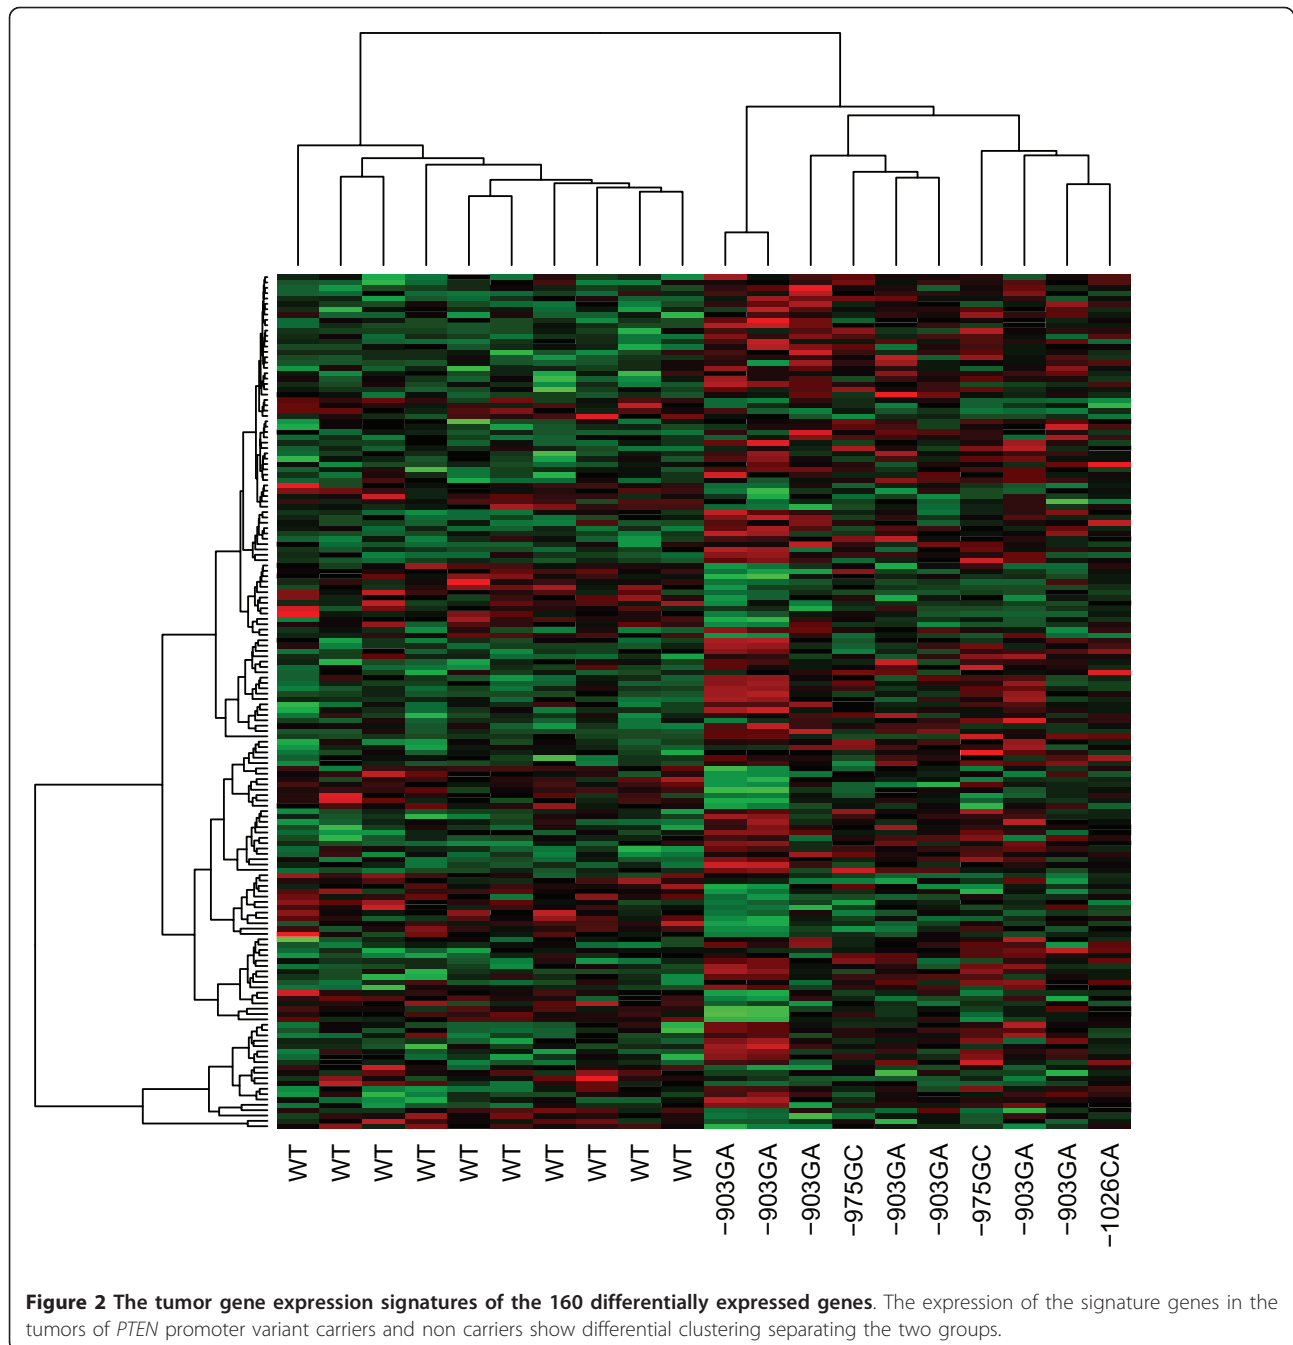 WT WT WT WT WT WT WT WT WT WT −903GA −903GA −903GA −975GC −903GA −903GA −975GC −903GA −903GA −1026CA
Figure 2 The tumor gene expression signatures of the 160 differentially expressed genes. The expression of the signature genes in the
tumors of PTEN promoter variant carriers and non carriers show differential clustering separating the two groups.